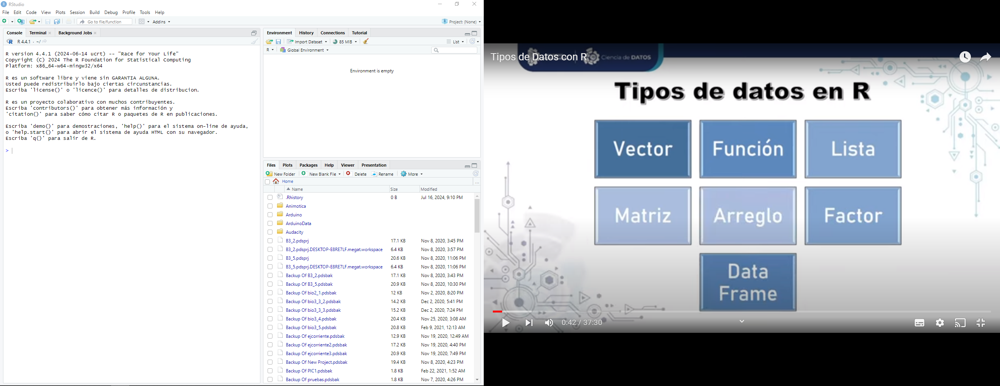 RStudio
File Edit Code View Plots Session Build Debug Profile Tools Help
Go to file/function Addins Project: (None)
Console Terminal Background Jobs
R 4.4.1 · ~/
R version 4.4.1 (2024-06-14 ucrt) -- "Race for Your Life"
Copyright (C) 2024 The R Foundation for Statistical Computing
Platform: x86_64-w64-mingw32/x64
R es un software libre y viene sin GARANTIA ALGUNA.
Usted puede redistribuirlo bajo ciertas circunstancias.
Escriba 'license()' o 'licence()' para detalles de distribucion.
R es un proyecto colaborativo con muchos contribuyentes.
Escriba 'contributors()' para obtener más información y
'citation()' para saber cómo citar R o paquetes de R en publicaciones.
Escriba 'demo()' para demostraciones, 'help()' para el sistema on-line de ayuda,
o 'help.start()' para abrir el sistema de ayuda HTML con su navegador.
Escriba 'q()' para salir de R.
>
Environment History Connections Tutorial
Import Dataset 85 MiB List
R Global Environment
Environment is empty
Files Plots Packages Help Viewer Presentation
New Folder New Blank File Delete Rename More
Home ...
Name Size Modified
.Rhistory 0 B Jul 16, 2024, 9:10 PM
Animotica
Arduino
ArduinoData
Audacity
B3_2.pdsprj 17.1 KB Nov 8, 2020, 3:45 PM
B3_2.pdsprj.DESKTOP-E8RE7LF.megat.workspace 6.4 KB Nov 8, 2020, 3:57 PM
B3_5.pdsprj 20.6 KB Nov 8, 2020, 11:06 PM
B3_5.pdsprj.DESKTOP-E8RE7LF.megat.workspace 6.4 KB Nov 8, 2020, 11:06 PM
Backup Of B3_2.pdsbak 17.1 KB Nov 8, 2020, 3:43 PM
Backup Of B3_5.pdsbak 20.9 KB Nov 8, 2020, 10:30 PM
Backup Of bio2_1.pdsbak 12 KB Nov 2, 2020, 8:20 PM
Backup Of bio3_3_2.pdsbak 14.2 KB Dec 2, 2020, 5:41 PM
Backup Of bio3_3_3.pdsbak 15.2 KB Dec 2, 2020, 7:24 PM
Backup Of bio3_4.pdsbak 20.4 KB Nov 25, 2020, 3:08 AM
Backup Of bio3_5.pdsbak 20.8 KB Feb 9, 2021, 12:13 AM
Backup Of ejcorriente.pdsbak 12.9 KB Nov 19, 2020, 12:49 AM
Backup Of ejcorriente2.pdsbak 17.2 KB Nov 19, 2020, 4:40 PM
Backup Of ejcorriente3.pdsbak 20.9 KB Nov 19, 2020, 7:49 PM
Backup Of New Project.pdsbak 19.4 KB Nov 8, 2020, 4:23 PM
Backup Of PIC1.pdsbak 1.8 KB Feb 22, 2021, 1:52 AM
Backup Of pruebas.pdsbak 1.8 KB Nov 7, 2020, 4:26 PM
Tipos de Datos con R
Ciencia de DATOS
Tipos de datos en R
Vector Función Lista
Matriz Arreglo Factor
Data
Frame
0:42 / 37:30